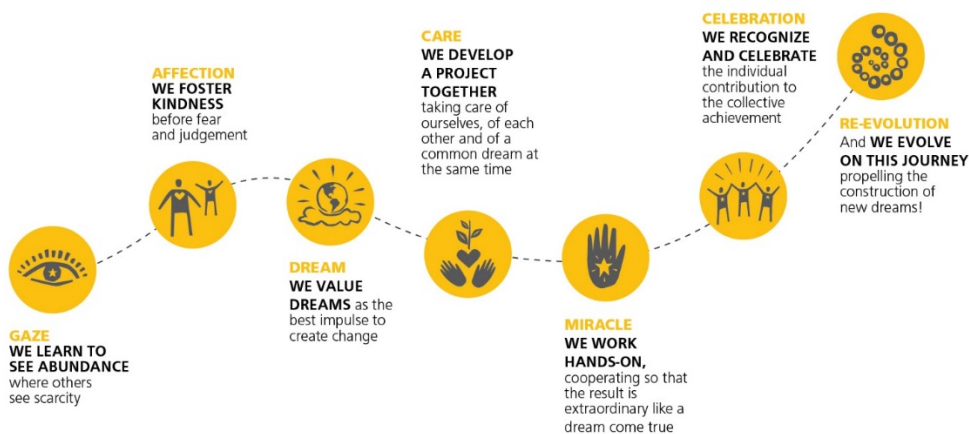 GAZE
WE LEARN TO
SEE ABUNDANCE
where others
see scarcity
AFFECTION
WE FOSTER
KINDNESS
before fear
and judgement
DREAM
WE VALUE
DREAMS as the
best impulse to
create change
CARE
WE DEVELOP
A PROJECT
TOGETHER
taking care of
ourselves, of each
other and of a
common dream at
the same time
MIRACLE
WE WORK
HANDS-ON,
cooperating so that
the result is
extraordinary like a
dream come true
CELEBRATION
WE RECOGNIZE
AND CELEBRATE
the individual
contribution to
the collective
achievement
RE-EVOLUTION
And WE EVOLVE
ON THIS JOURNEY
propelling the
construction of
new dreams!